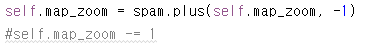 self.map_zoom = spam.plus(self.map_zoom, -1)
#self.map_zoom -= 1